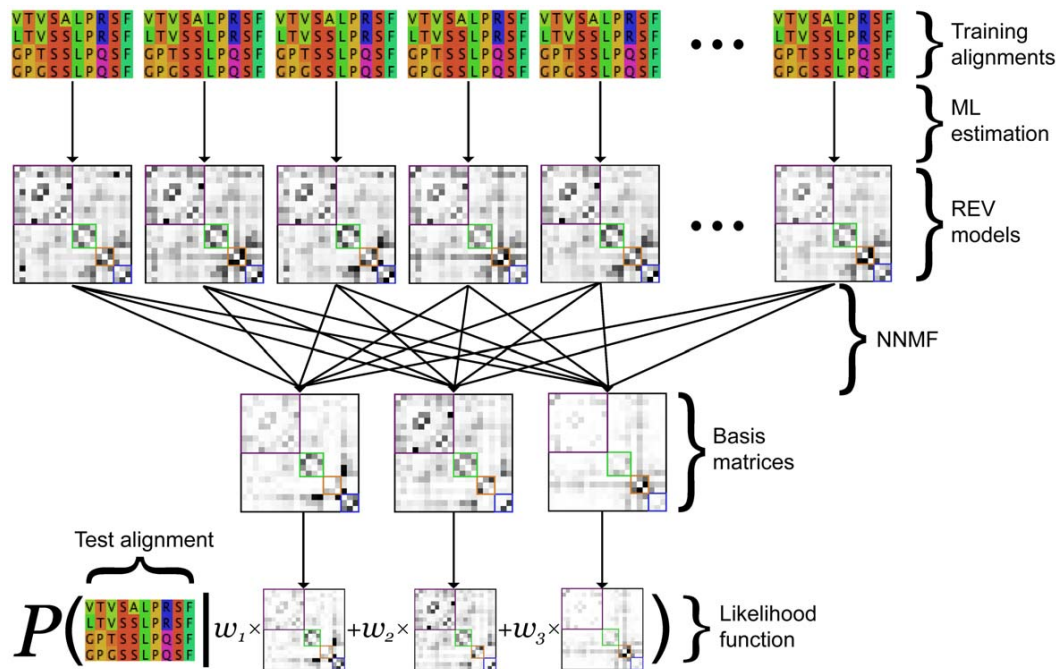 VTVSALPRSF VTVSALPRSF VTVSALPRSF VTVSALPRSF VTVSALPRSF ••• VTVSALPRSF
LTVSSLPRSF LTVSSLPRSF LTVSSLPRSF LTVSSLPRSF LTVSSLPRSF LTVSSLPRSF
GPTSSLPQSF GPTSSLPQSF GPTSSLPQSF GPTSSLPQSF GPTSSLPQSF GPTSSLPQSF
GPGSSLPQSF GPGSSLPQSF GPGSSLPQSF GPGSSLPQSF GPGSSLPQSF GPGSSLPQSF
Training
alignments
ML
estimation
•••
REV
models
NNMF
Basis
matrices
Test alignment
VTVSALPRSF
LTVSSLPRSF
GPTSSLPQSF
GPGSSLPQSF
P( | w1× +w2× +w3× )
Likelihood
function